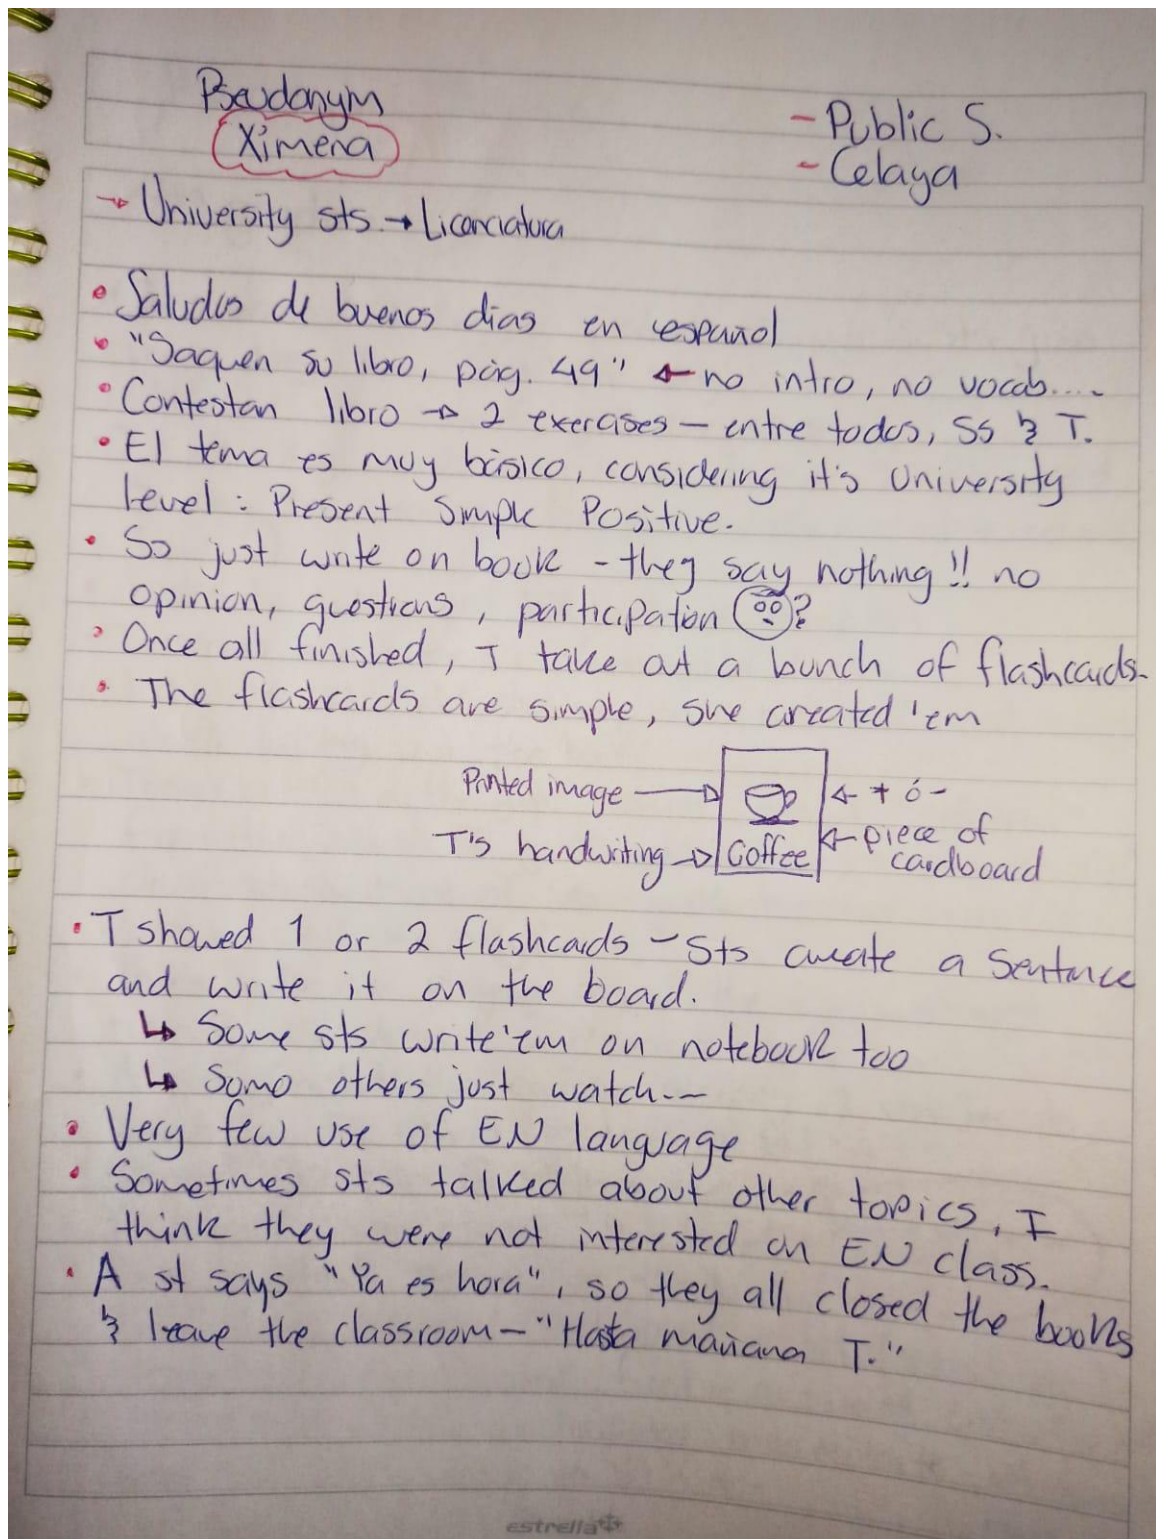 Pseudonym
Ximena
- Public S.
- Celaya
→ University sts. → Licenciatura
• Saludos de buenos dias en español
• "Saquen su libro, pág. 49" ← no intro, no vocab....
• Contestan libro → 2 exercises - entre todos, Ss & T.
• El tema es muy básico, considering it's University
level: Present Simple Positive.
• So just write on book - they say nothing!! no
opinion, questions, participation ?
• Once all finished, T take out a bunch of flashcards.
• The flashcards are simple, she created 'em
Printed image → ← + ó -
T's handwriting → Coffee ← piece of
cardboard
• T showed 1 or 2 flashcards - Sts create a sentence
and write it on the board.
↳ Some sts write'em on notebook too
↳ Some others just watch--
• Very few use of EN language
• Sometimes sts talked about other topics, I
think they were not interested on EN class.
• A st says "Ya es hora", so they all closed the books
& leave the classroom - "Hasta mañana T."
estrella